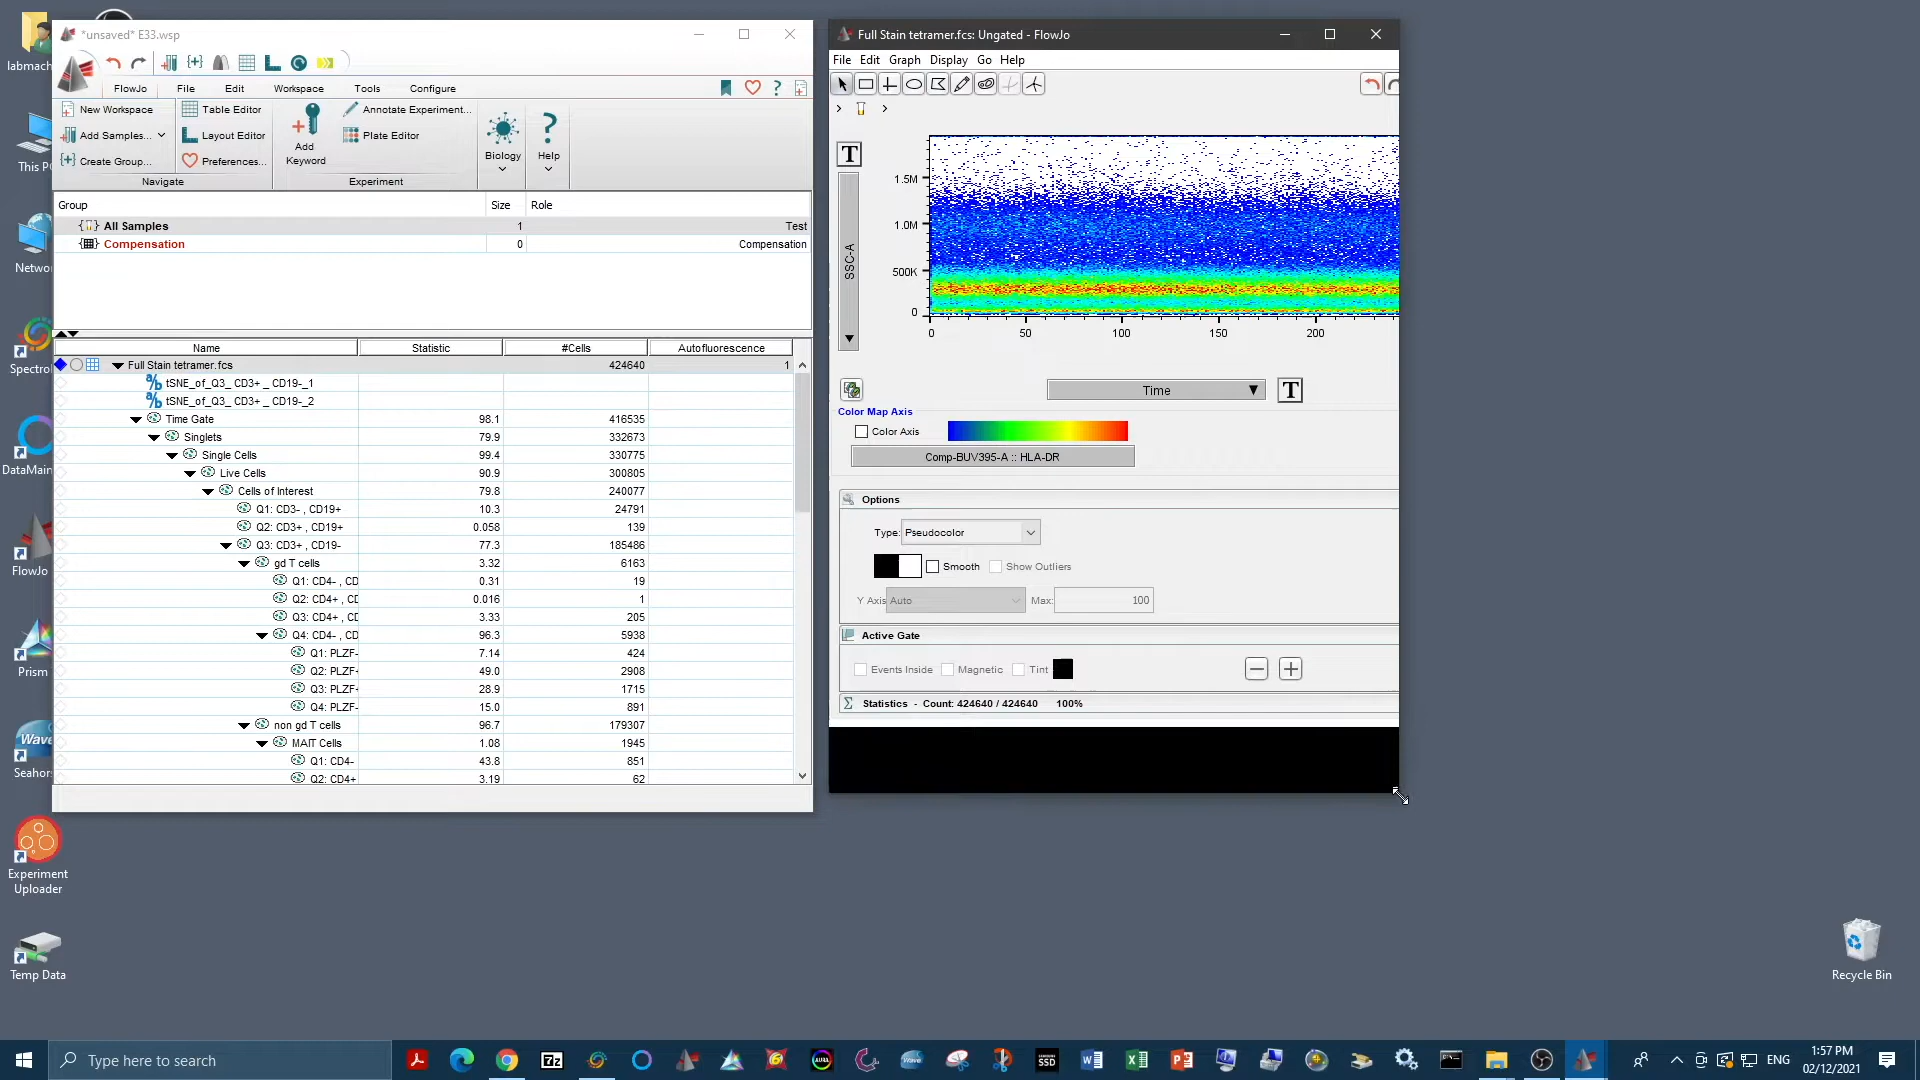 labmach
This P
Netwo
Spectro
DataMain
FlowJo
Prism
Wave
Seahor
Experiment
Uploader
Temp Data
Recycle Bin
*unsaved* E33.wsp
FlowJo File Edit Workspace Tools Configure
New Workspace Table Editor Annotate Experiment...
Add Samples... Layout Editor Plate Editor
Create Group... Preferences...
Add
Keyword
Biology
Help
Navigate Experiment
Group Size Role
All Samples 1 Test
Compensation 0 Compensation
Name Statistic #Cells Autofluorescence
Full Stain tetramer.fcs 424640 1
tSNE_of_Q3_ CD3+ _ CD19-_1
tSNE_of_Q3_ CD3+ _ CD19-_2
Time Gate 98.1 416535
Singlets 79.9 332673
Single Cells 99.4 330775
Live Cells 90.9 300805
Cells of Interest 79.8 240077
Q1: CD3- , CD19+ 10.3 24791
Q2: CD3+ , CD19+ 0.058 139
Q3: CD3+ , CD19- 77.3 185486
gd T cells 3.32 6163
Q1: CD4- , CD 0.31 19
Q2: CD4+ , CD 0.016 1
Q3: CD4+ , CD 3.33 205
Q4: CD4- , CD 96.3 5938
Q1: PLZF- 7.14 424
Q2: PLZF+ 49.0 2908
Q3: PLZF+ 28.9 1715
Q4: PLZF- 15.0 891
non gd T cells 96.7 179307
MAIT Cells 1.08 1945
Q1: CD4- 43.8 851
Q2: CD4+ 3.19 62
Full Stain tetramer.fcs: Ungated - FlowJo
File Edit Graph Display Go Help
T
SSC-A
1.5M
1.0M
500K
0
0 50 100 150 200
Time T
Color Map Axis
Color Axis
Comp-BUV395-A :: HLA-DR
Options
Type: Pseudocolor
Smooth Show Outliers
Y Axis Auto Max: 100
Active Gate
Events Inside Magnetic Tint
Statistics - Count: 424640 / 424640 100%
Type here to search
7z
AURA
Wave
SAMSUNG
SSD
ENG
1:57 PM
02/12/2021